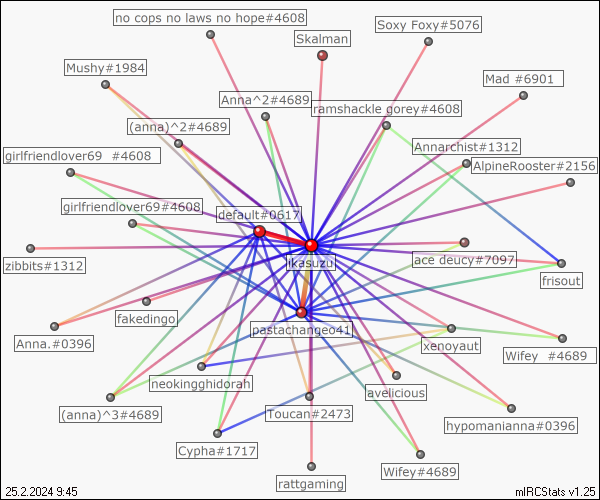 no cops no laws no hope#4608
Soxy Foxy#5076
Skalman
Mushy#1984
Mad #6901
Anna^2#4689
ramshackle gorey#4608
(anna)^2#4689
Annarchist#1312
girlfriendlover69 #4608
AlpineRooster#2156
girlfriendlover69#4608
default#0617
ikasuzu
ace ducy#7097
zibbits#1312
frisout
fakedingo
pastachangeo41
Anna.#0396
xenoyaut
Wifey #4689
neokingghidorah
avelicious
(anna)^3#4689
Toucan#2473
hypomanianna#0396
Cypha#1717
Wifey#4689
rattgaming
25.2.2024 9:45
mIRCStats v1.25